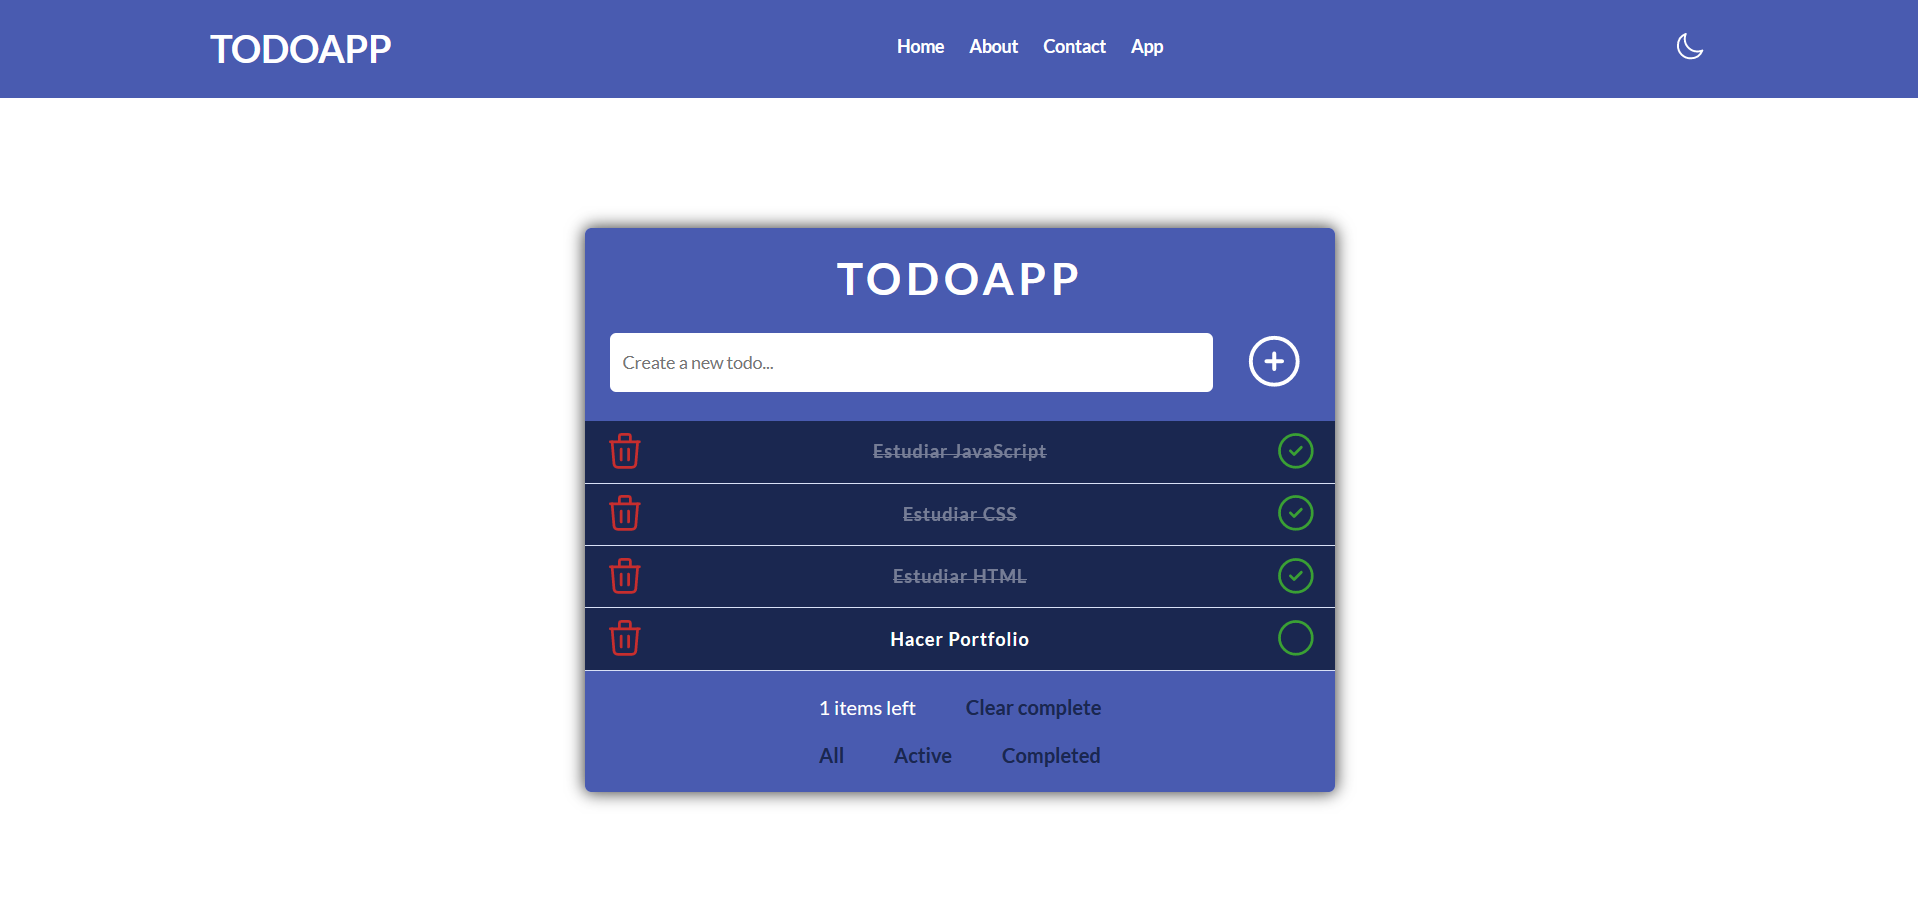 TODOAPP
Home About Contact App
TODOAPP
Create a new todo...
Estudiar JavaScript
Estudiar CSS
Estudiar HTML
Hacer Portfolio
1 items left Clear complete
All Active Completed